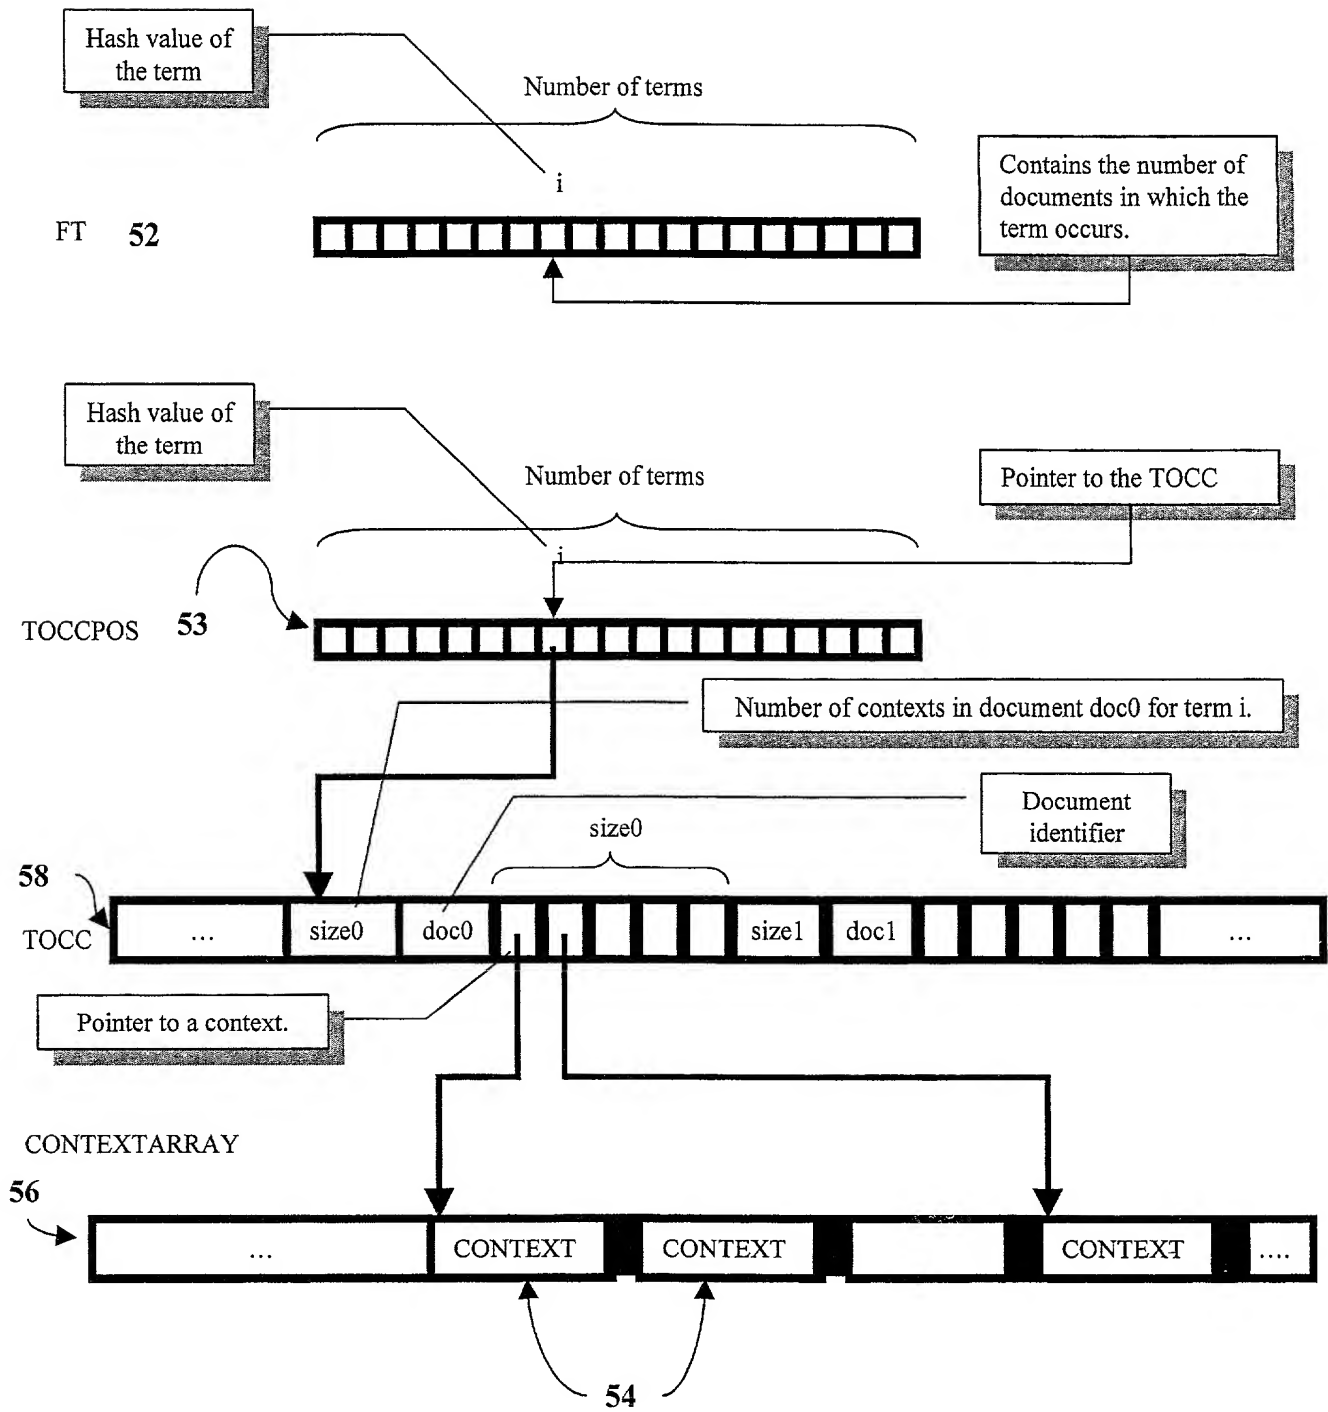 Hash value of
the term
Number of terms
i
Contains the number of
documents in which the
term occurs.
FT 52
Hash value of
the term
Number of terms
Pointer to the TOCC
i
TOCCPOS 53
Number of contexts in document doc0 for term i.
Document
identifier
size0
58
TOCC
...
size0
doc0
size1
doc1
...
Pointer to a context.
CONTEXTARRAY
56
...
CONTEXT
CONTEXT
CONTEXT
....
54